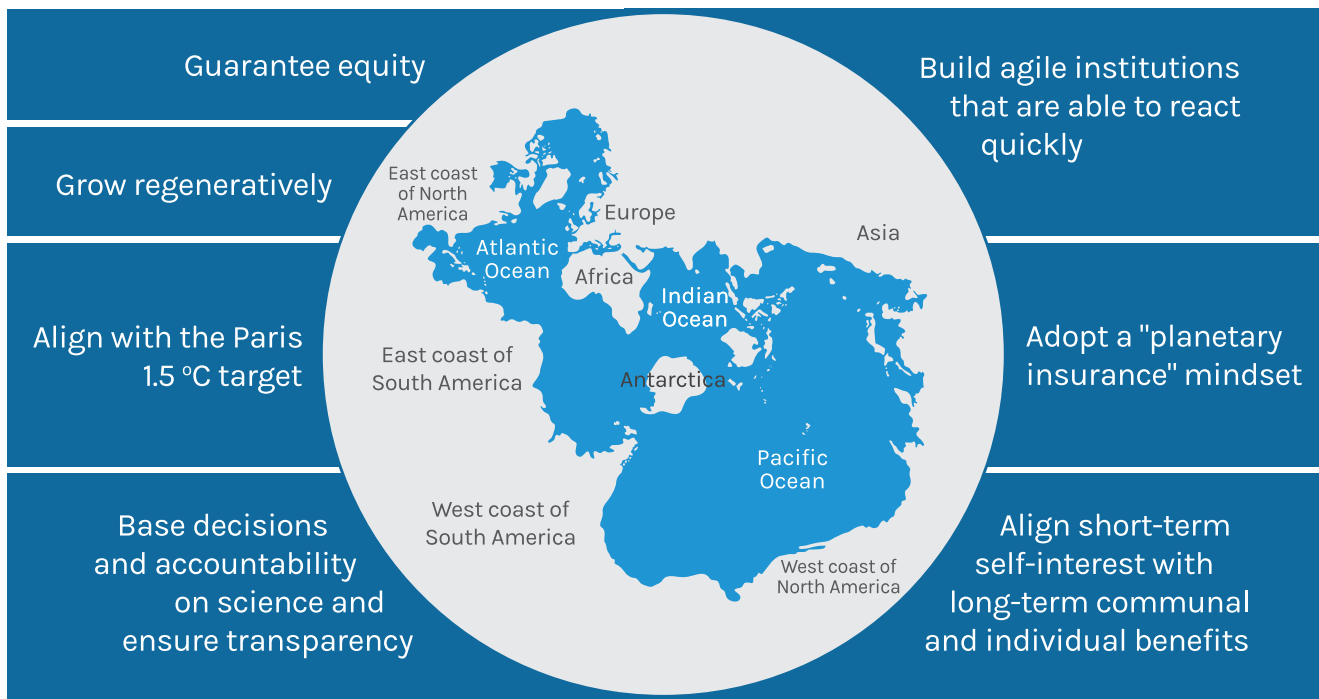 Guarantee equity
Grow regeneratively
Align with the Paris
1.5 ºC target
Base decisions
and accountability
on science and
ensure transparency
East coast
of North
America
Europe
Asia
Atlantic
Ocean
Africa
Indian
Ocean
East coast of
South America
Antarctica
Pacific
Ocean
West coast of
South America
West coast of
North America
Build agile institutions
that are able to react
quickly
Adopt a "planetary
insurance" mindset
Align short-term
self-interest with
long-term communal
and individual benefits